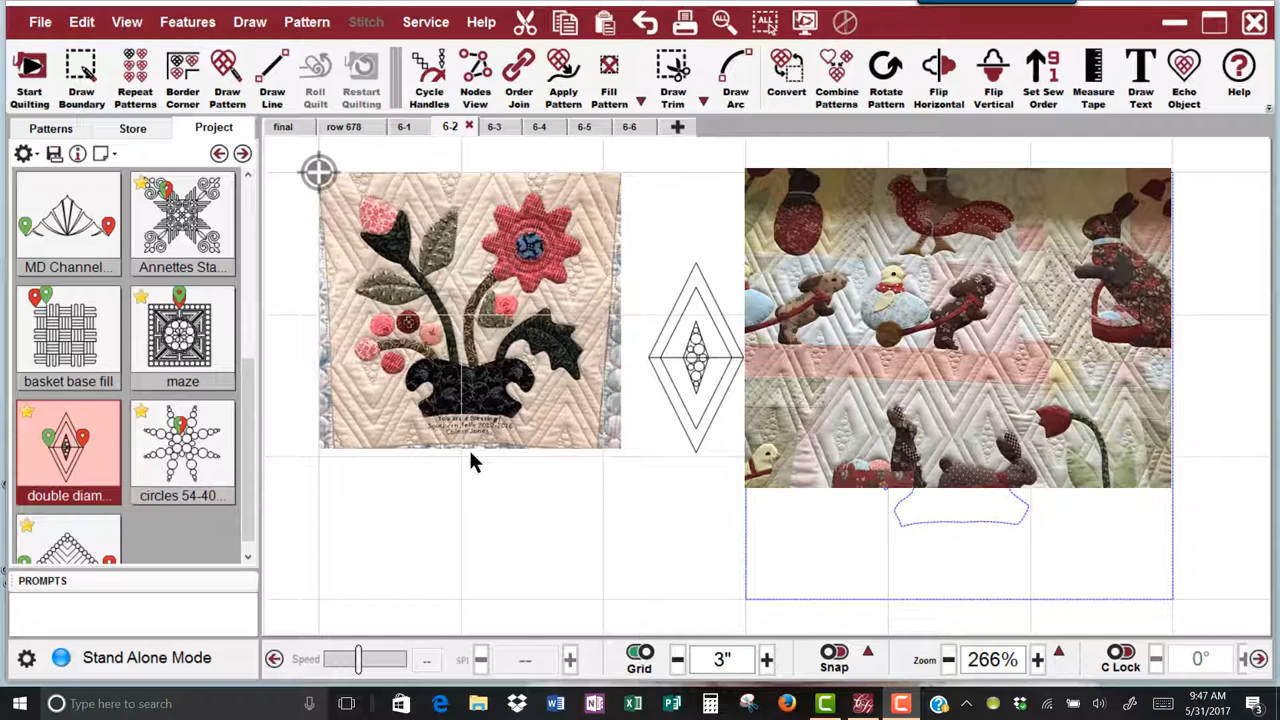 File Edit View Features Draw Pattern Stitch Service Help
Start Quilting
Draw Boundary
Repeat Patterns
Border Corner
Draw Pattern
Draw Line
Roll Quilt
Restart Quilting
Cycle Handles
Nodes View
Order Join
Apply Pattern
Fill Pattern
Draw Trim
Draw Arc
Convert
Combine Patterns
Rotate Pattern
Flip Horizontal
Flip Vertical
Set Sew Order
Measure Tape
Draw Text
Echo Object
Help
Patterns Store Project
final row 678 6-1 6-2 6-3 6-4 6-5 6-6
MD Channel... Annettes Sta...
basket base fill maze
double diam... circles 54-40...
You are a Blessing!
PROMPTS
Stand Alone Mode
Speed -- SPI -- Grid 3" Snap Zoom 266% C Lock 0°
Type here to search
9:47 AM
5/31/2017